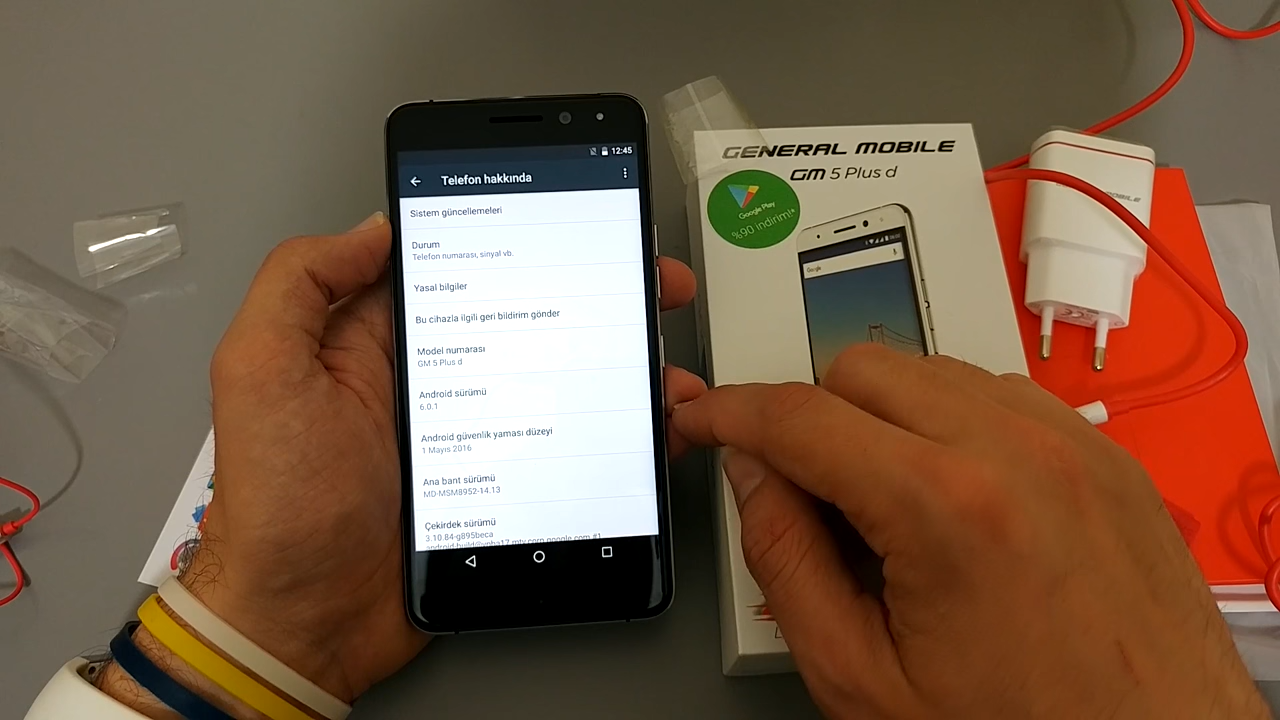 12:45
Telefon hakkında
Sistem güncellemeleri
Durum
Telefon numarası, sinyal vb.
Yasal bilgiler
Bu cihazla ilgili geri bildirim gönder
Model numarası
GM 5 Plus d
Android sürümü
6.0.1
Android güvenlik yaması düzeyi
1 Mayıs 2016
Ana bant sürümü
MD-MSM8952-14.13
Çekirdek sürümü
3.10.84-g895beca
GENERAL MOBILE
GM 5 Plus d
Google Play
%90 indirim!*
Google